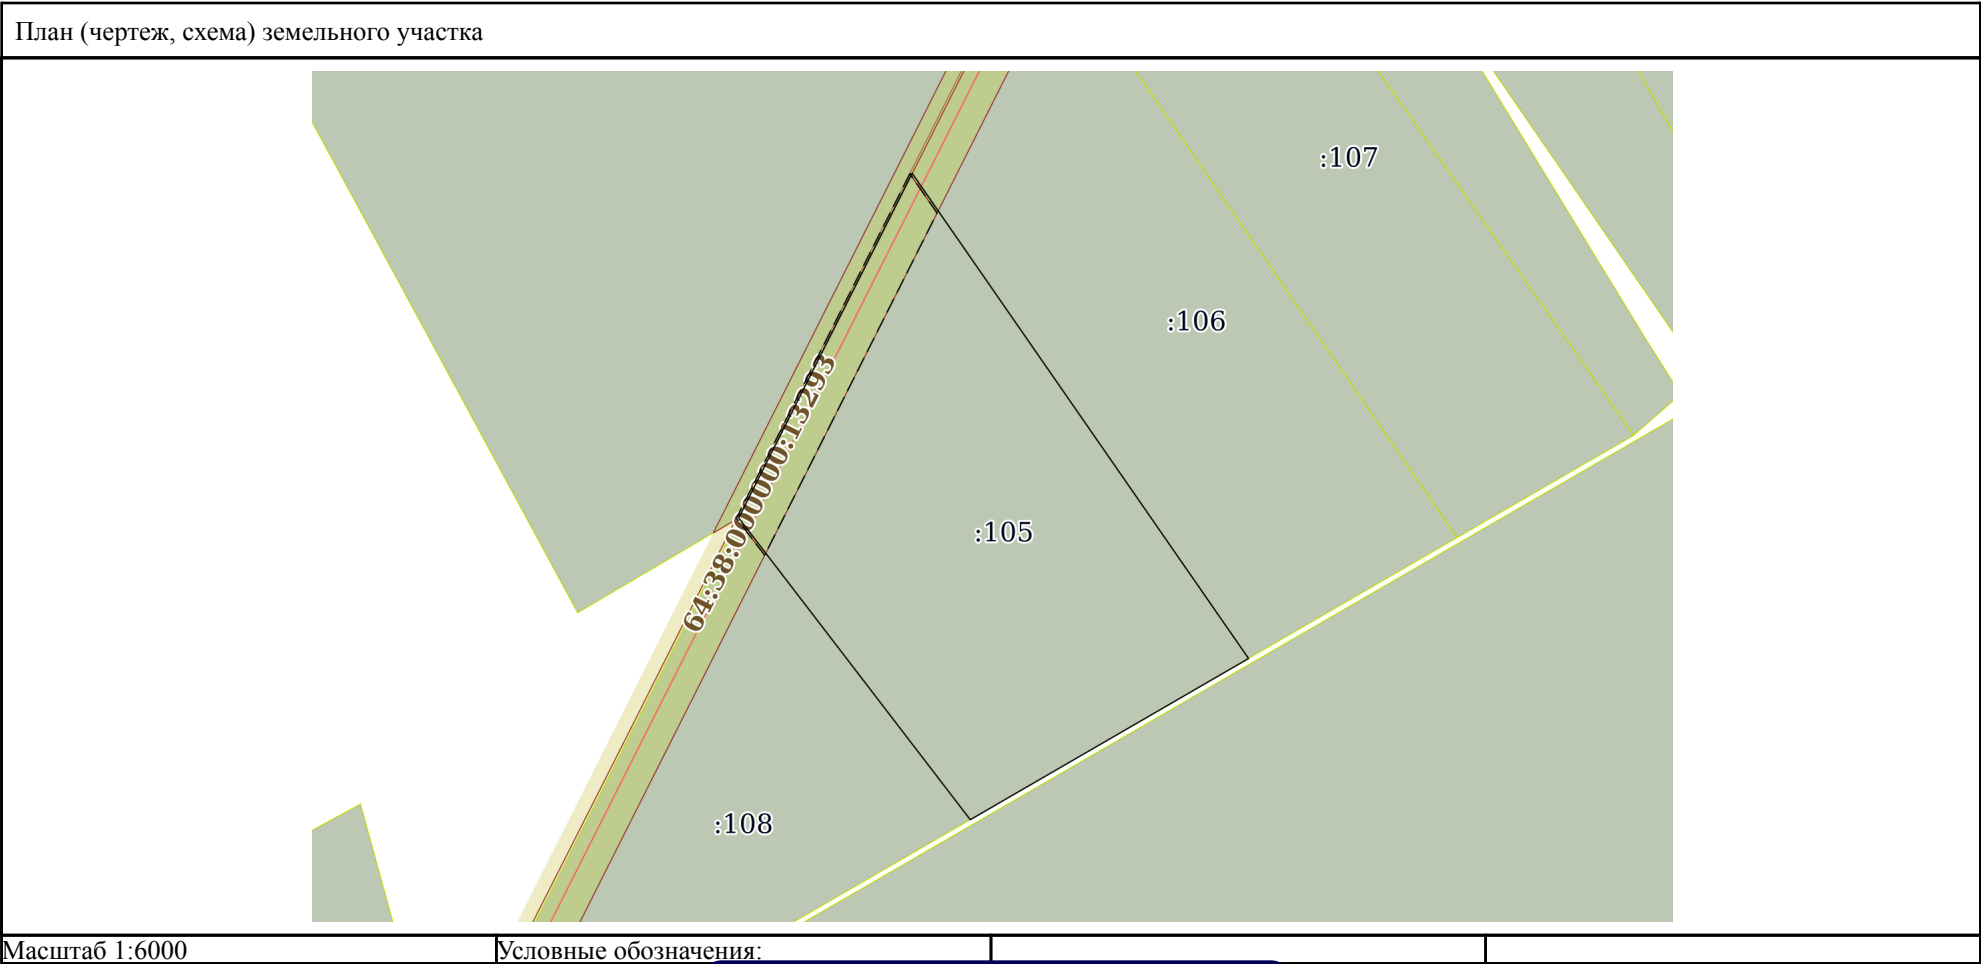 План (чертеж, схема) земельного участка
:107
:106
64:38:000000:13293
:105
:108
Масштаб 1:6000
Условные обозначения: